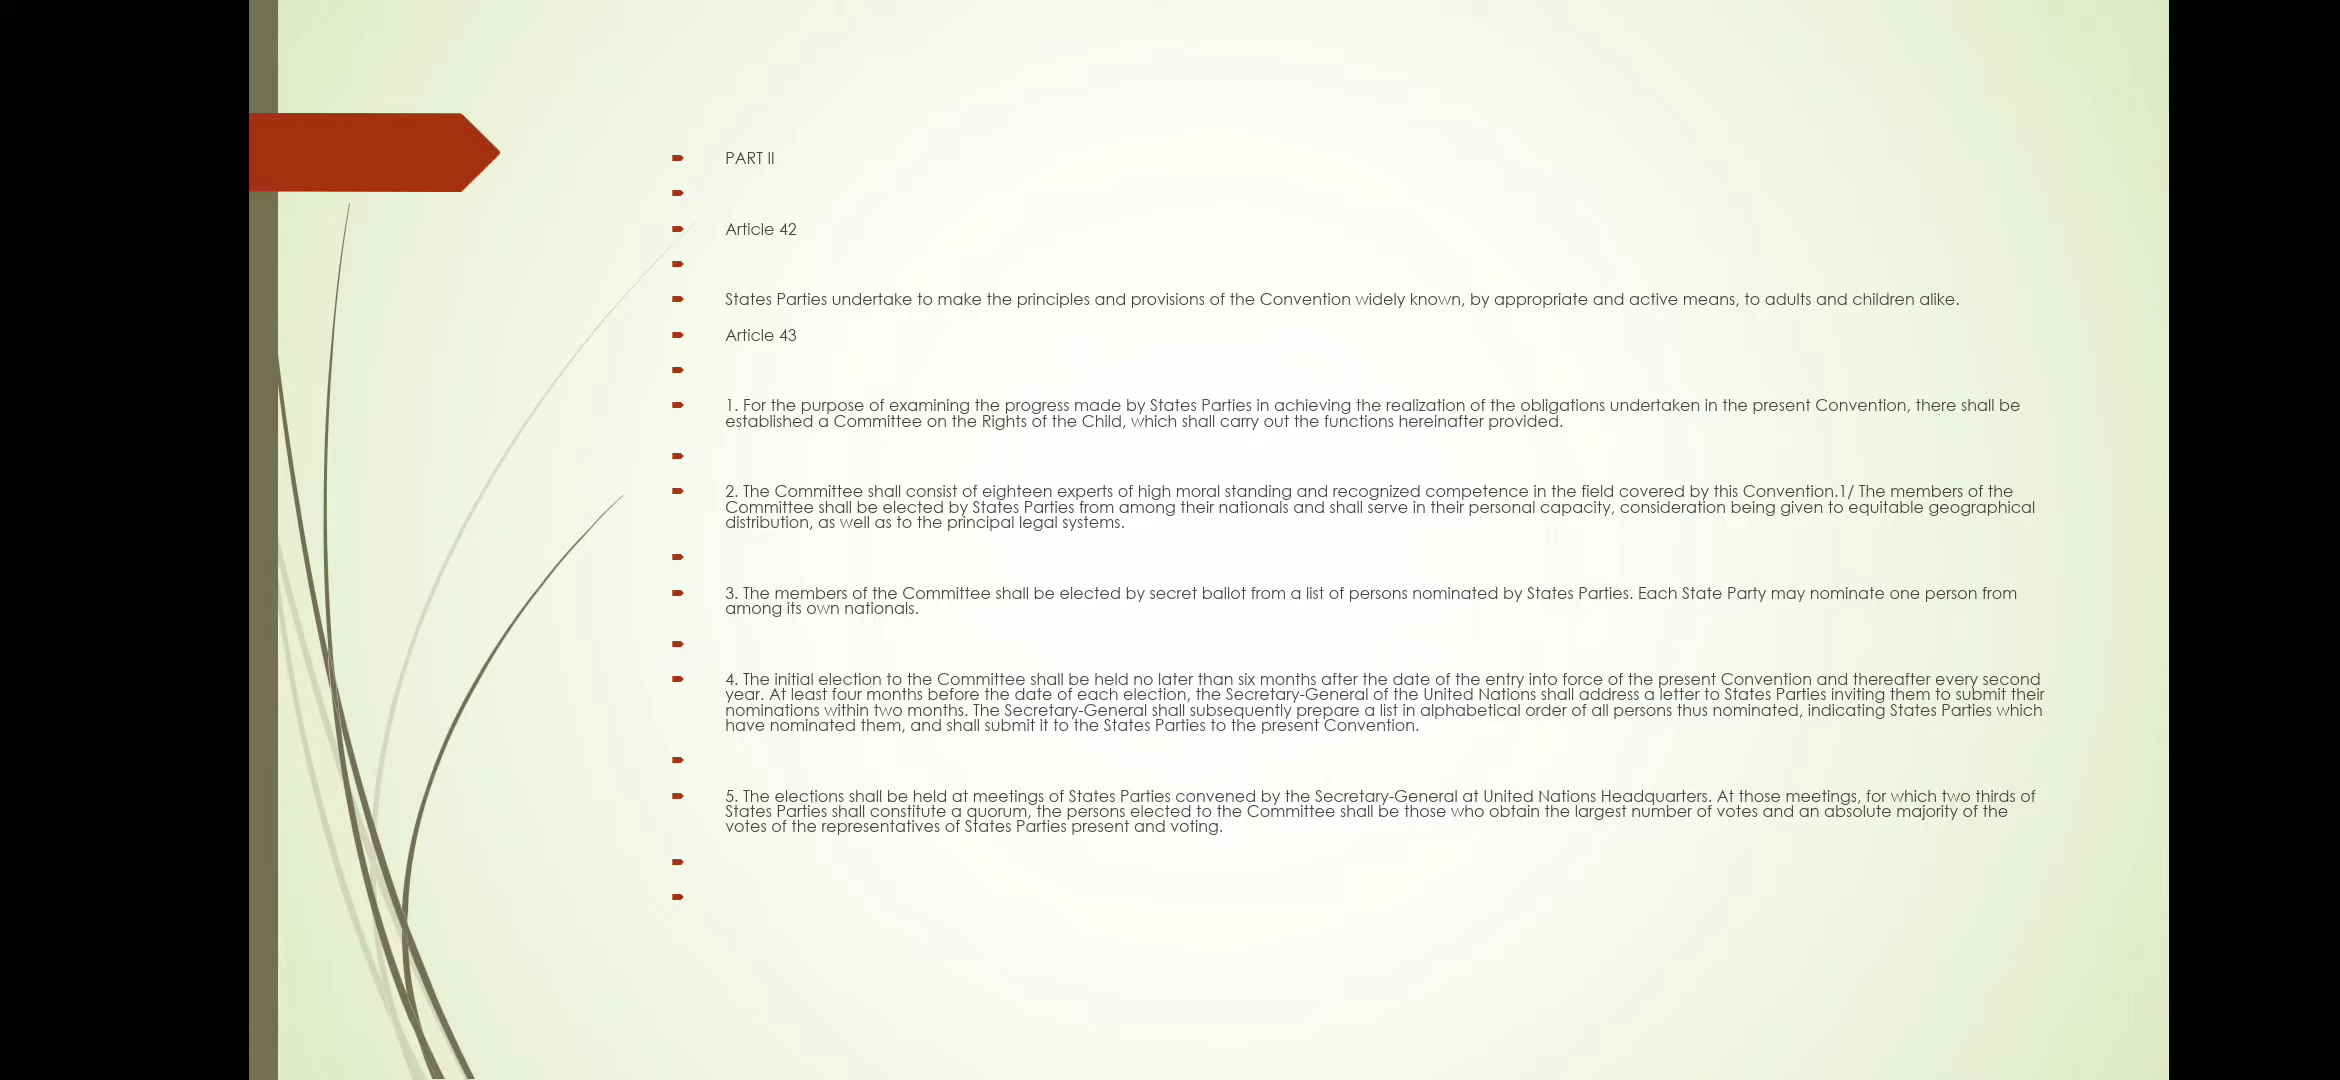 PART II
Article 42
States Parties undertake to make the principles and provisions of the Convention widely known, by appropriate and active means, to adults and children alike.
Article 43
1. For the purpose of examining the progress made by States Parties in achieving the realization of the obligations undertaken in the present Convention, there shall be
established a Committee on the Rights of the Child, which shall carry out the functions hereinafter provided.
2. The Committee shall consist of eighteen experts of high moral standing and recognized competence in the field covered by this Convention.1/ The members of the
Committee shall be elected by States Parties from among their nationals and shall serve in their personal capacity, consideration being given to equitable geographical
distribution, as well as to the principal legal systems.
3. The members of the Committee shall be elected by secret ballot from a list of persons nominated by States Parties. Each State Party may nominate one person from
among its own nationals.
4. The initial election to the Committee shall be held no later than six months after the date of the entry into force of the present Convention and thereafter every second
year. At least four months before the date of each election, the Secretary-General of the United Nations shall address a letter to States Parties inviting them to submit their
nominations within two months. The Secretary-General shall subsequently prepare a list in alphabetical order of all persons thus nominated, indicating States Parties which
have nominated them, and shall submit it to the States Parties to the present Convention.
5. The elections shall be held at meetings of States Parties convened by the Secretary-General at United Nations Headquarters. At those meetings, for which two thirds of
States Parties shall constitute a quorum, the persons elected to the Committee shall be those who obtain the largest number of votes and an absolute majority of the
votes of the representatives of States Parties present and voting.